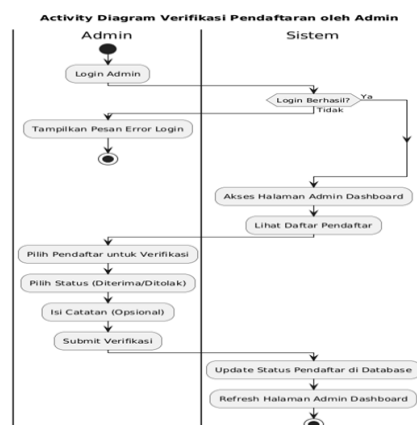 Activity Diagram Verifikasi Pendaftaran oleh Admin
Admin
Sistem
Login Admin
Login Berhasil?
Ya
Tidak
Tampilkan Pesan Error Login
Akses Halaman Admin Dashboard
Lihat Daftar Pendaftar
Pilih Pendaftar untuk Verifikasi
Pilih Status (Diterima/Ditolak)
Isi Catatan (Opsional)
Submit Verifikasi
Update Status Pendaftar di Database
Refresh Halaman Admin Dashboard